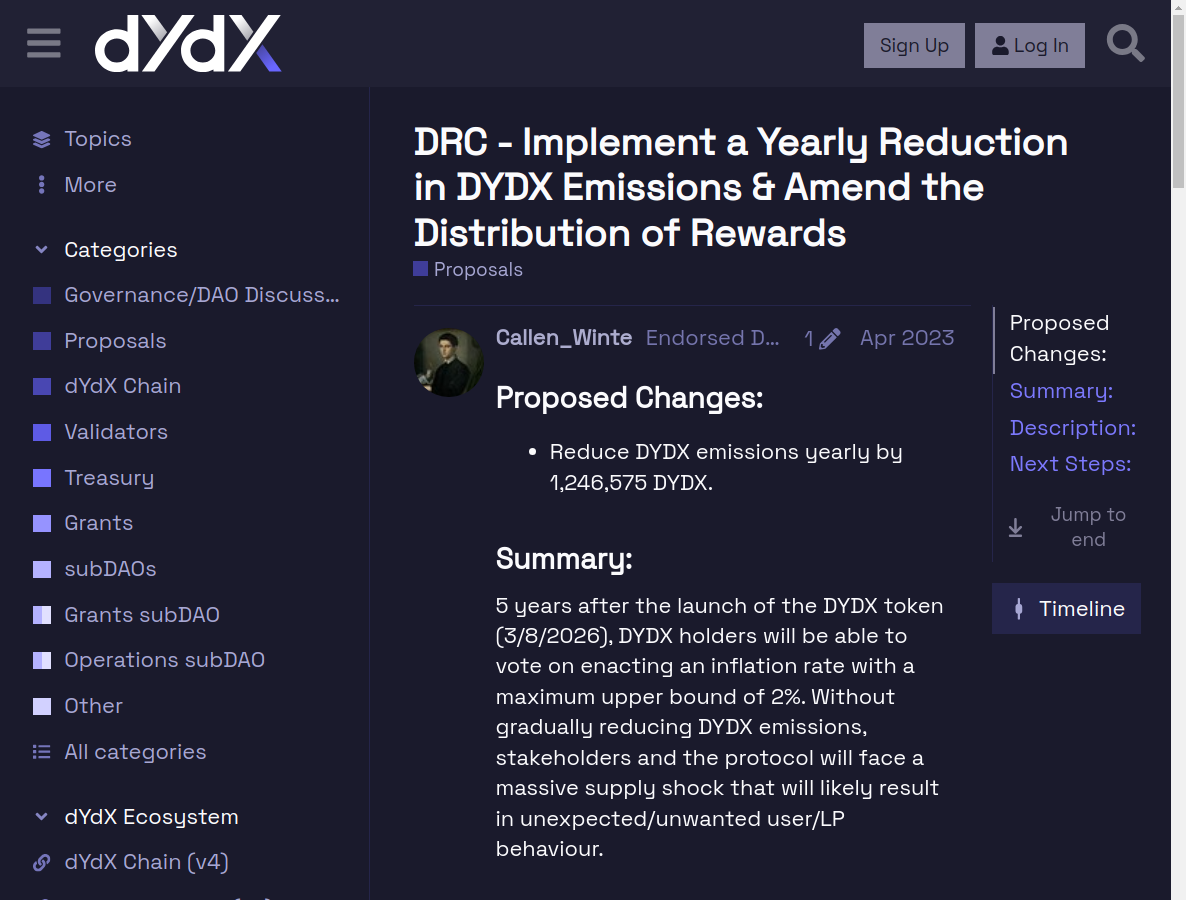 dYdX
Sign Up
Log In
Topics
More
Categories
Governance/DAO Discuss...
Proposals
dYdX Chain
Validators
Treasury
Grants
subDAOs
Grants subDAO
Operations subDAO
Other
All categories
dYdX Ecosystem
dYdX Chain (v4)
DRC - Implement a Yearly Reduction
in DYDX Emissions & Amend the
Distribution of Rewards
Proposals
Callen_Winte Endorsed D... 1 Apr 2023
Proposed Changes:
• Reduce DYDX emissions yearly by
1,246,575 DYDX.
Summary:
5 years after the launch of the DYDX token
(3/8/2026), DYDX holders will be able to
vote on enacting an inflation rate with a
maximum upper bound of 2%. Without
gradually reducing DYDX emissions,
stakeholders and the protocol will face a
massive supply shock that will likely result
in unexpected/unwanted user/LP
behaviour.
Proposed
Changes:
Summary:
Description:
Next Steps:
Jump to
end
Timeline